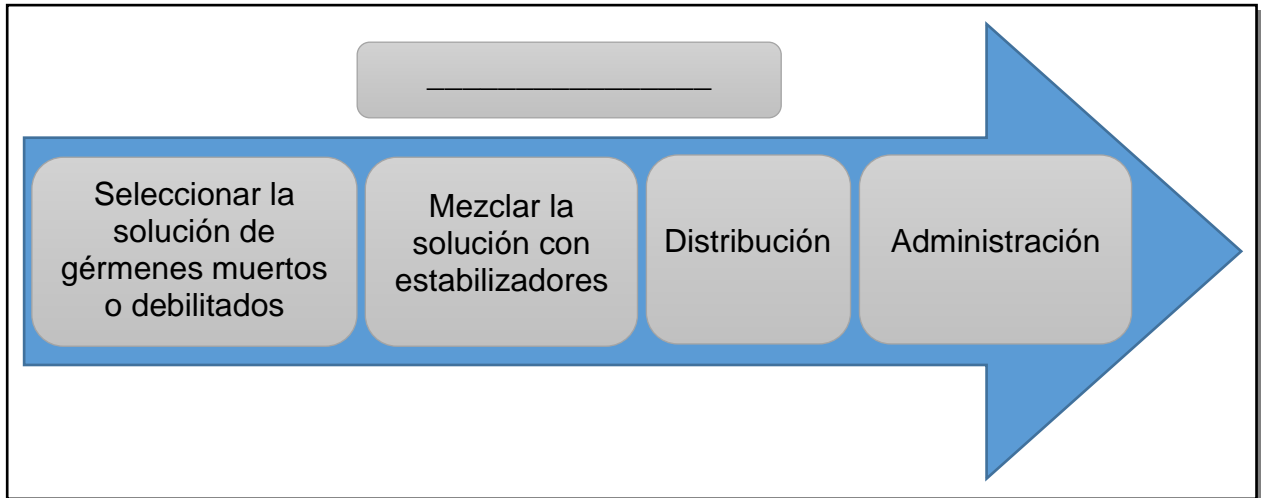 ________________
Seleccionar la
solución de
gérmenes muertos
o debilitados
Mezclar la
solución con
estabilizadores
Distribución
Administración